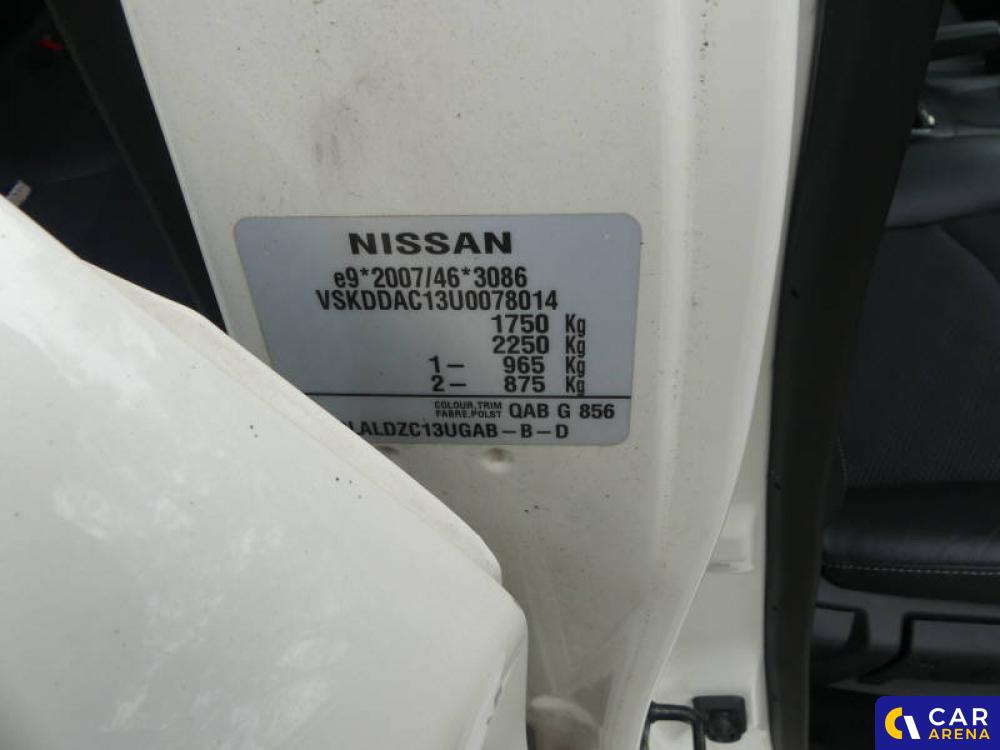 NISSAN
e9*2007/46*3086
VSKDDAC13U0078014
1750 Kg
2250 Kg
1– 965 Kg
2– 875 Kg
COLOUR,TRIM
FABRE,POLST QAB G 856
LALDZC13UGAB–B–D
CAR
ARENA